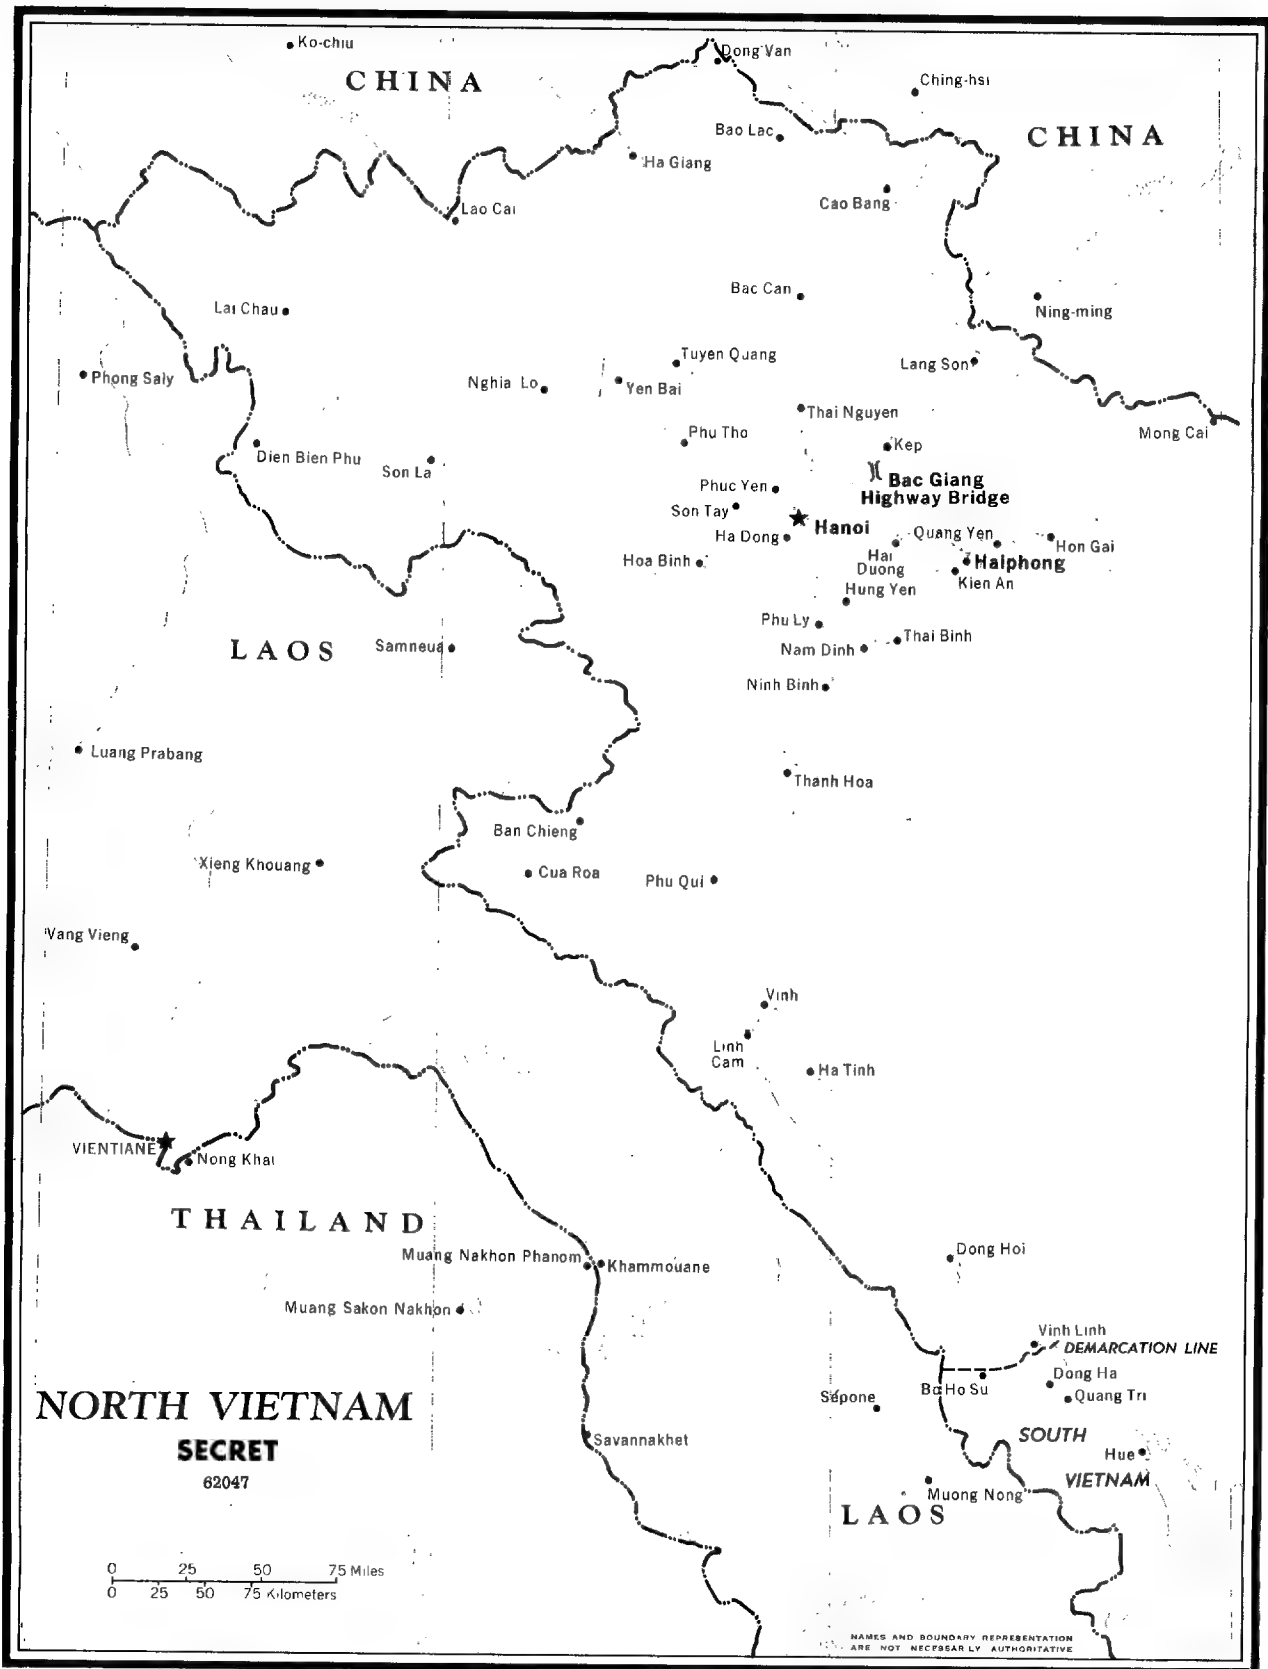 Ko-chiu
CHINA
Dong Van
Ching-hsi
Bao Lac
CHINA
Ha Giang
Cao Bang
Lao Cai
Bac Can
Lai Chau
Ning-ming
Tuyen Quang
Lang Son
Phong Saly
Nghia Lo
Yen Bai
Thai Nguyen
Phu Tho
Mong Cai
Kep
Dien Bien Phu
Son La
Bac Giang
Highway Bridge
Phuc Yen
Son Tay
Hanoi
Ha Dong
Quang Yen
Hon Gai
Hai
Duong
Hoa Binh
Haiphong
Kien An
Hung Yen
Phu Ly
Thai Binh
LAOS
Samneua
Nam Dinh
Ninh Binh
Luang Prabang
Thanh Hoa
Ban Chieng
Xieng Khouang
Cua Roa
Phu Qui
Vang Vieng
Vinh
Linh
Cam
Ha Tinh
VIENTIANE
Nong Khai
THAILAND
Dong Hoi
Muang Nakhon Phanom
Khammouane
Muang Sakon Nakhon
Vinh Linh
DEMARCATION LINE
Dong Ha
Ba Ho Su
Quang Tri
Sépone
NORTH VIETNAM
SECRET
62047
Savannakhet
SOUTH
VIETNAM
Hue
Muong Nong
LAOS
0 25 50 75 Miles
0 25 50 75 Kilometers
NAMES AND BOUNDARY REPRESENTATION
ARE NOT NECESSARILY AUTHORITATIVE